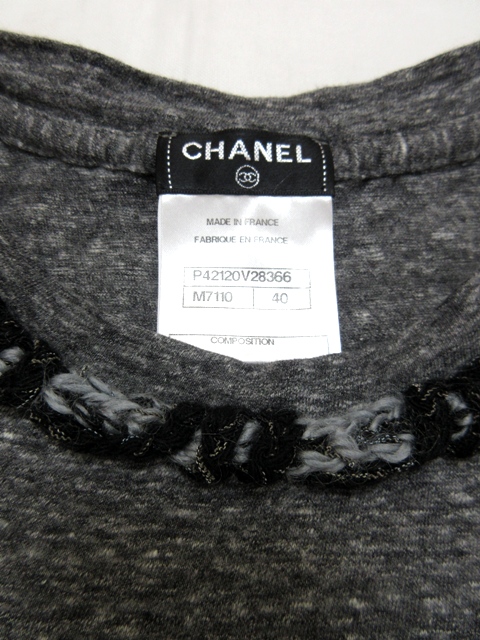 CHANEL
MADE IN FRANCE
FABRIQUE EN FRANCE
P42120V28366
M7110 40
COMPOSITION